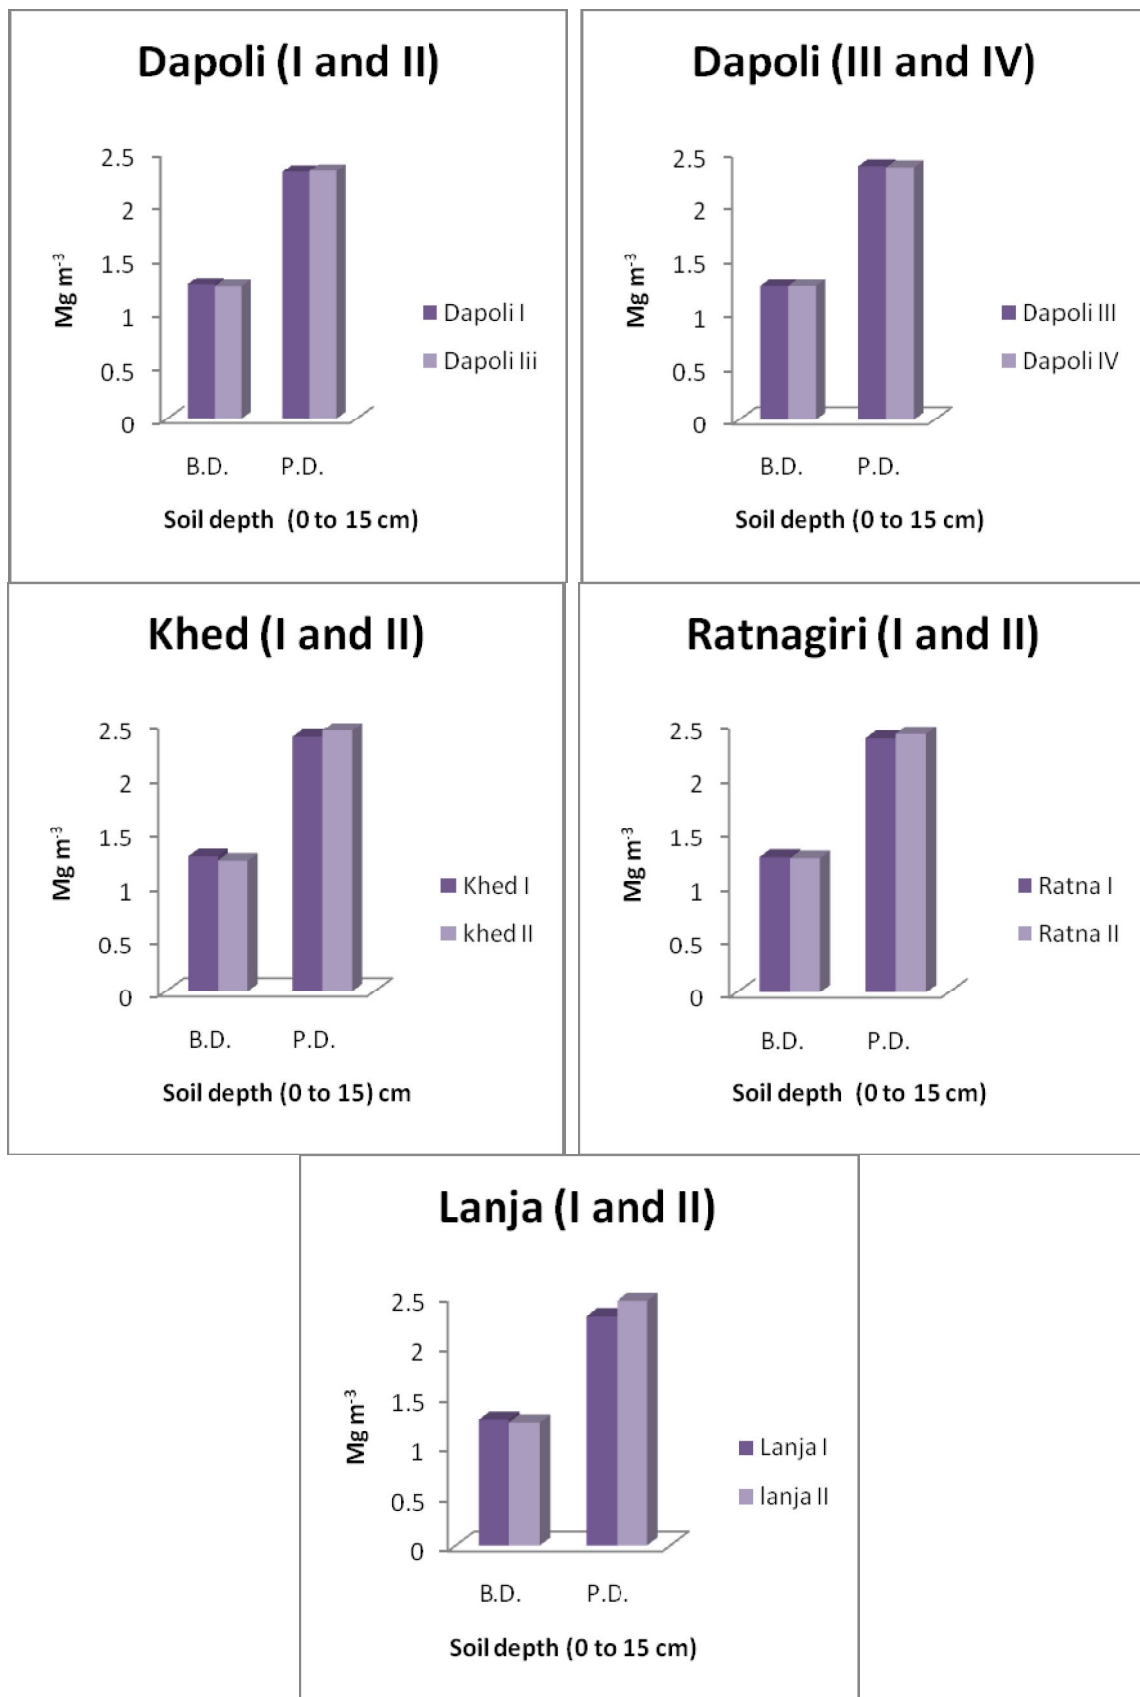 Dapoli (I and II)
2.5
2
1.5
1
0.5
0
Mg m⁻³
B.D. P.D.
Soil depth (0 to 15 cm)
Dapoli I
Dapoli Iii
Dapoli (III and IV)
2.5
2
1.5
1
0.5
0
Mg m⁻³
B.D. P.D.
Soil depth (0 to 15 cm)
Dapoli III
Dapoli IV
Khed (I and II)
2.5
2
1.5
1
0.5
0
Mg m⁻³
B.D. P.D.
Soil depth (0 to 15) cm
Khed I
khed II
Ratnagiri (I and II)
2.5
2
1.5
1
0.5
0
Mg m⁻³
B.D. P.D.
Soil depth (0 to 15 cm)
Ratna I
Ratna II
Lanja (I and II)
2.5
2
1.5
1
0.5
0
Mg m⁻³
B.D. P.D.
Soil depth (0 to 15 cm)
Lanja I
lanja II